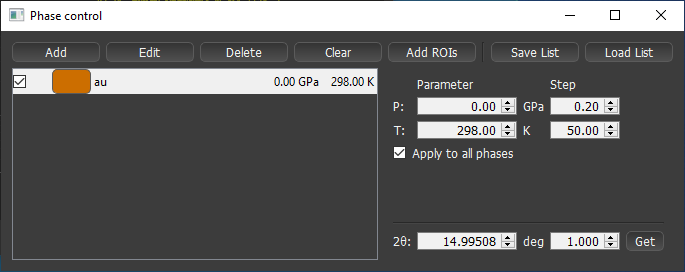 Phase control
Add Edit Delete Clear Add ROIs Save List Load List
au 0.00 GPa 298.00 K
Parameter Step
P: 0.00 GPa 0.20
T: 298.00 K 50.00
Apply to all phases
2θ: 14.99508 deg 1.000 Get